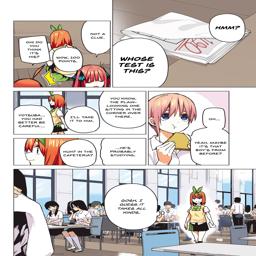 HMM?
WHOSE
TEST IS
THIS?
NOT A
CLUE.
WOW, 100
POINTS.
YOU KNOW,
THE PLAIN-
LOOKING ONE
SITTING IN THE
CORNER OVER
THERE.
OH...
YEAH, MAYBE
IT'S THAT
BOY'S FROM
BEFORE?
I'LL TAKE
IT TO HIM.
YOTSUBA,
YOU HAD
BETTER BE
CAREFUL...
HUH? IN THE
CAFETERIA?
...HE'S
PROBABLY
STUDYING.
GOSH, I
GUESS IT
TAKES ALL
KINDS.